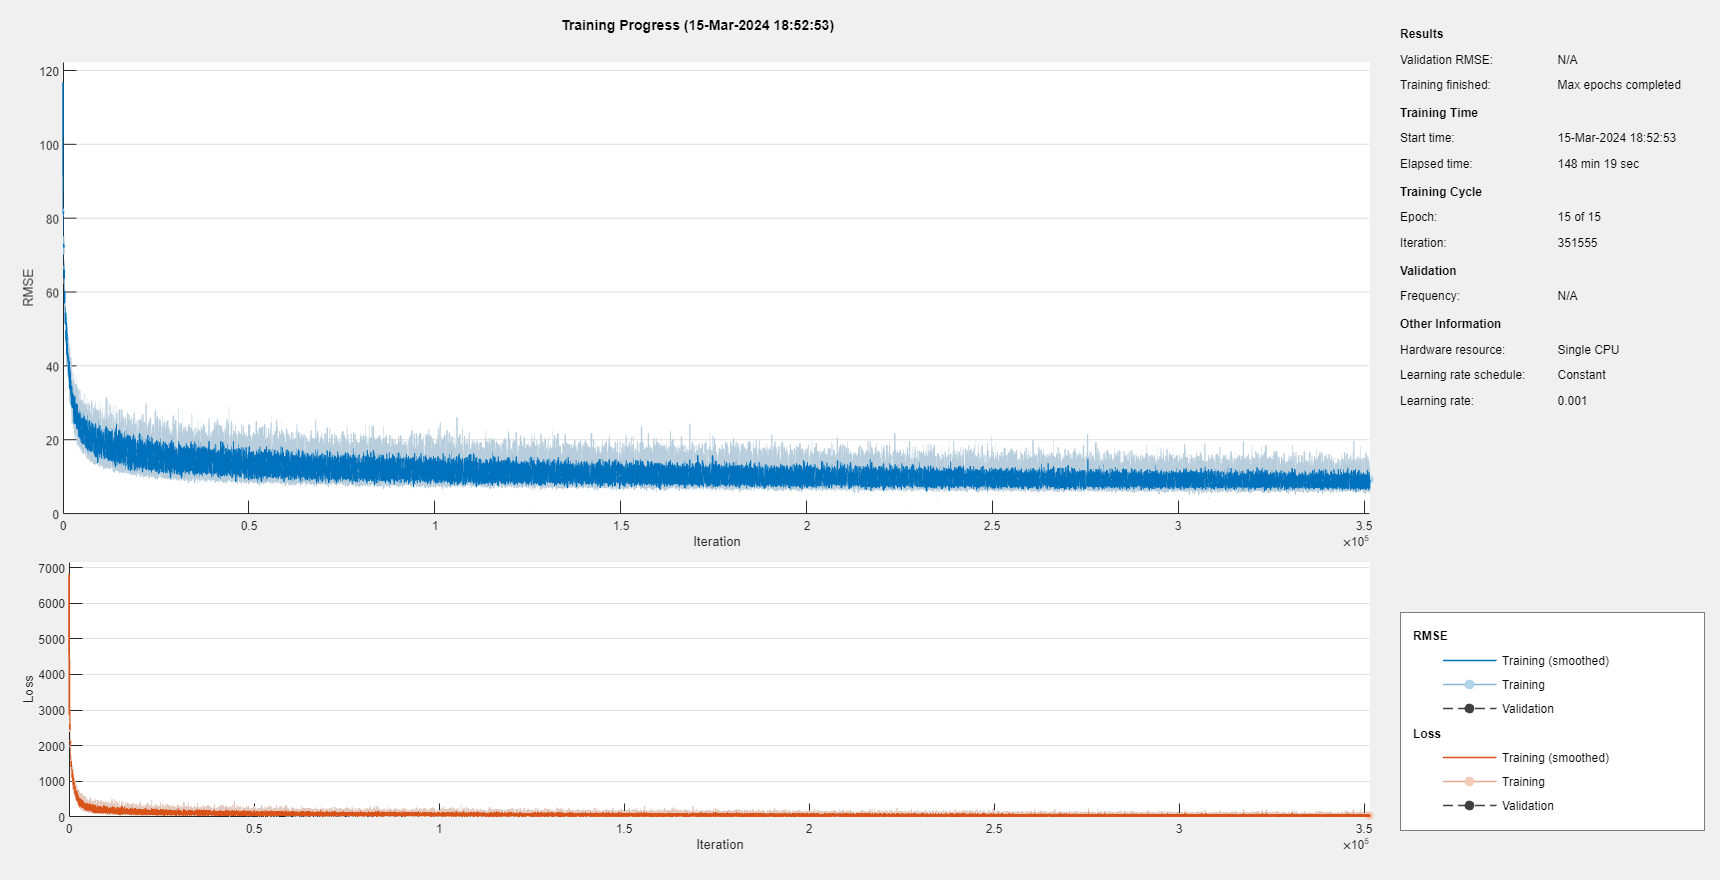 Training Progress (15-Mar-2024 18:52:53)
120
100
80
60
40
20
0
RMSE
0 0.5 1 1.5 2 2.5 3 3.5
Iteration
×10⁵
7000
6000
5000
4000
3000
2000
1000
0
Loss
0 0.5 1 1.5 2 2.5 3 3.5
Iteration
×10⁵
Results
Validation RMSE: N/A
Training finished: Max epochs completed
Training Time
Start time: 15-Mar-2024 18:52:53
Elapsed time: 148 min 19 sec
Training Cycle
Epoch: 15 of 15
Iteration: 351555
Validation
Frequency: N/A
Other Information
Hardware resource: Single CPU
Learning rate schedule: Constant
Learning rate: 0.001
RMSE
Training (smoothed)
Training
Validation
Loss
Training (smoothed)
Training
Validation